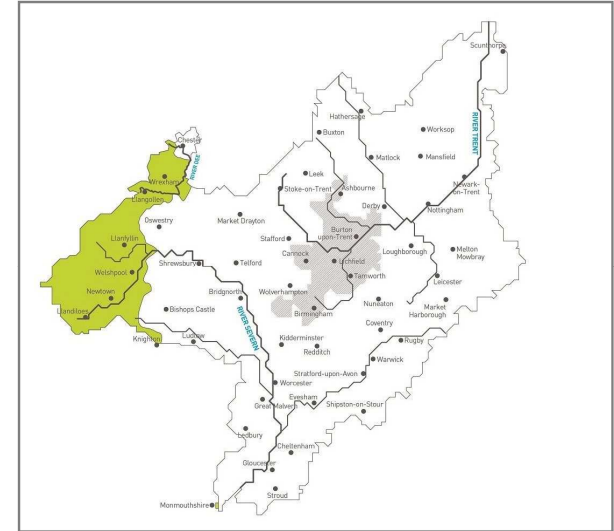 Scunthorpe
Hathersage
Buxton
Worksop
RIVER TRENT
Chester
RIVER DEE
Matlock
Mansfield
Wrexham
Leek
Stoke-on-Trent
Ashbourne
Newark-
on-Trent
Llangollen
Derby
Nottingham
Oswestry
Market Drayton
Burton
upon-Trent
Llanfyllin
Stafford
Loughborough
Melton
Mowbray
Shrewsbury
Telford
Cannock
Lichfield
Welshpool
Tamworth
Leicester
Newtown
Bridgnorth
Wolverhampton
Nuneaton
Market
Harborough
Llanidloes
Bishops Castle
RIVER SEVERN
Birmingham
Coventry
Knighton
Ludlow
Kidderminster
Redditch
Rugby
Warwick
Stratford-upon-Avon
Worcester
Evesham
Shipston-on-Stour
Great Malvern
Ledbury
Cheltenham
Gloucester
Stroud
Monmouthshire